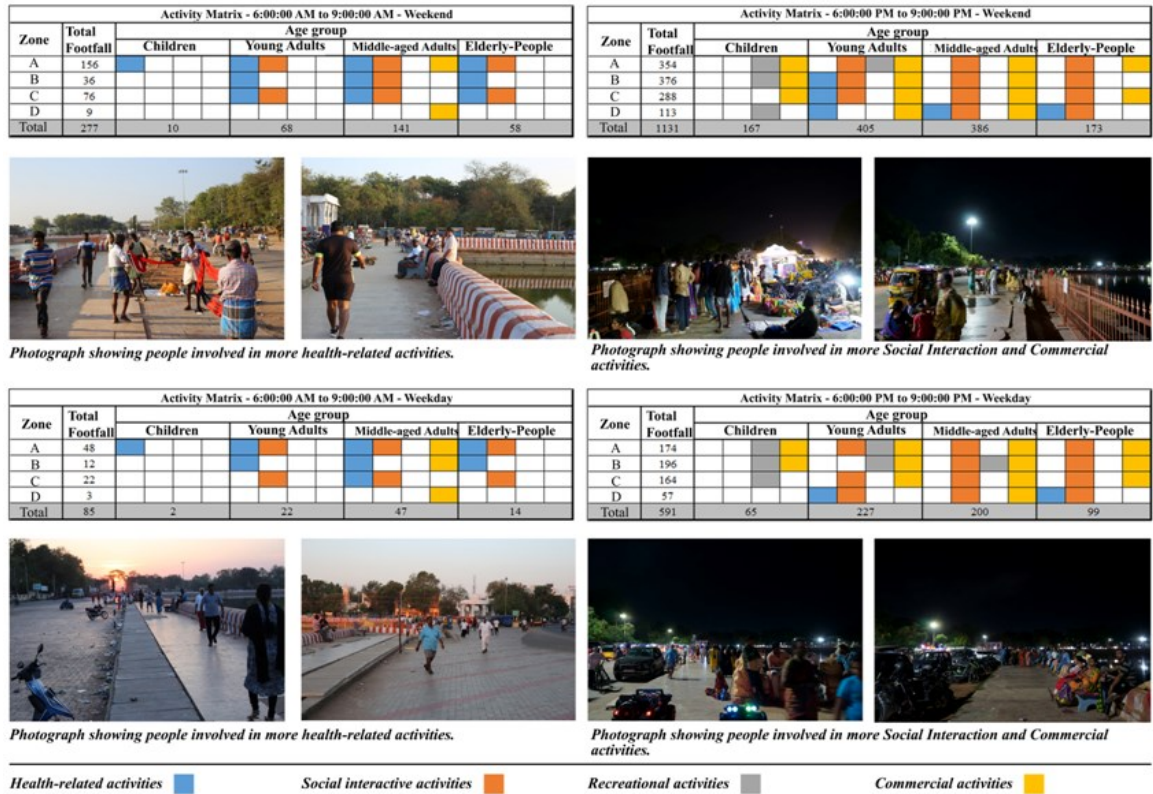 Activity Matrix - 6:00:00 AM to 9:00:00 AM - Weekend
Zone Total Footfall Age group
Children Young Adults Middle-aged Adults Elderly-People
A 156
B 36
C 76
D 9
Total 277 10 68 141 58
Activity Matrix - 6:00:00 PM to 9:00:00 PM - Weekend
Zone Total Footfall Age group
Children Young Adults Middle-aged Adults Elderly-People
A 354
B 376
C 288
D 113
Total 1131 167 405 386 173
Photograph showing people involved in more health-related activities.
Photograph showing people involved in more Social Interaction and Commercial
activities.
Activity Matrix - 6:00:00 AM to 9:00:00 AM - Weekday
Zone Total Footfall Age group
Children Young Adults Middle-aged Adults Elderly-People
A 48
B 12
C 22
D 3
Total 85 2 22 47 14
Activity Matrix - 6:00:00 PM to 9:00:00 PM - Weekday
Zone Total Footfall Age group
Children Young Adults Middle-aged Adults Elderly-People
A 174
B 196
C 164
D 57
Total 591 65 227 200 99
Photograph showing people involved in more health-related activities.
Photograph showing people involved in more Social Interaction and Commercial
activities.
Health-related activities Social interactive activities Recreational activities Commercial activities